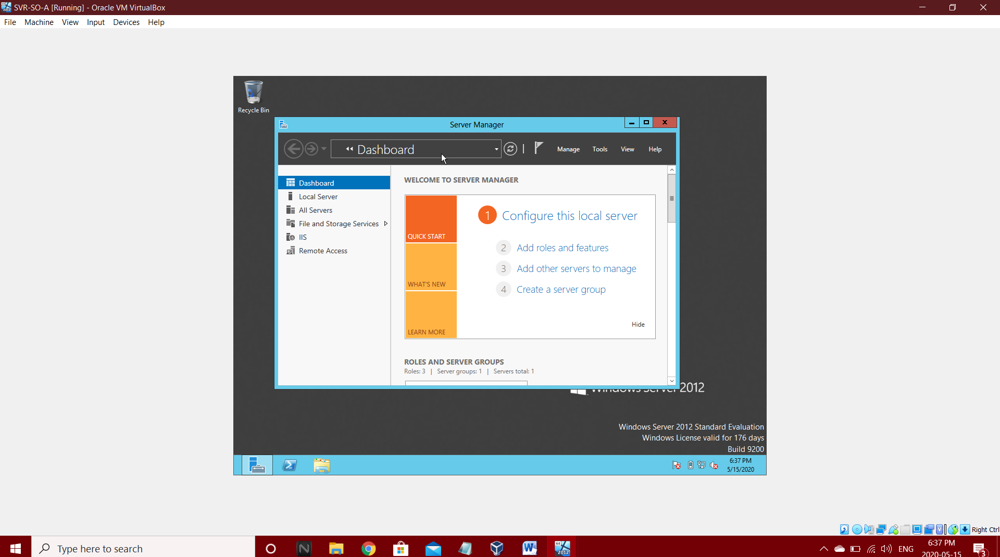 SVR-SO-A [Running] - Oracle VM VirtualBox
File Machine View Input Devices Help
Recycle Bin
Server Manager
Dashboard
Manage Tools View Help
Dashboard
Local Server
All Servers
File and Storage Services
IIS
Remote Access
WELCOME TO SERVER MANAGER
QUICK START
WHAT'S NEW
LEARN MORE
1 Configure this local server
2 Add roles and features
3 Add other servers to manage
4 Create a server group
Hide
ROLES AND SERVER GROUPS
Roles: 3 | Server groups: 1 | Servers total: 1
Windows Server 2012
Windows Server 2012 Standard Evaluation
Windows License valid for 176 days
Build 9200
6:37 PM
5/15/2020
Right Ctrl
Type here to search
N
W
64
2012
ENG
6:37 PM
2020-05-15
3